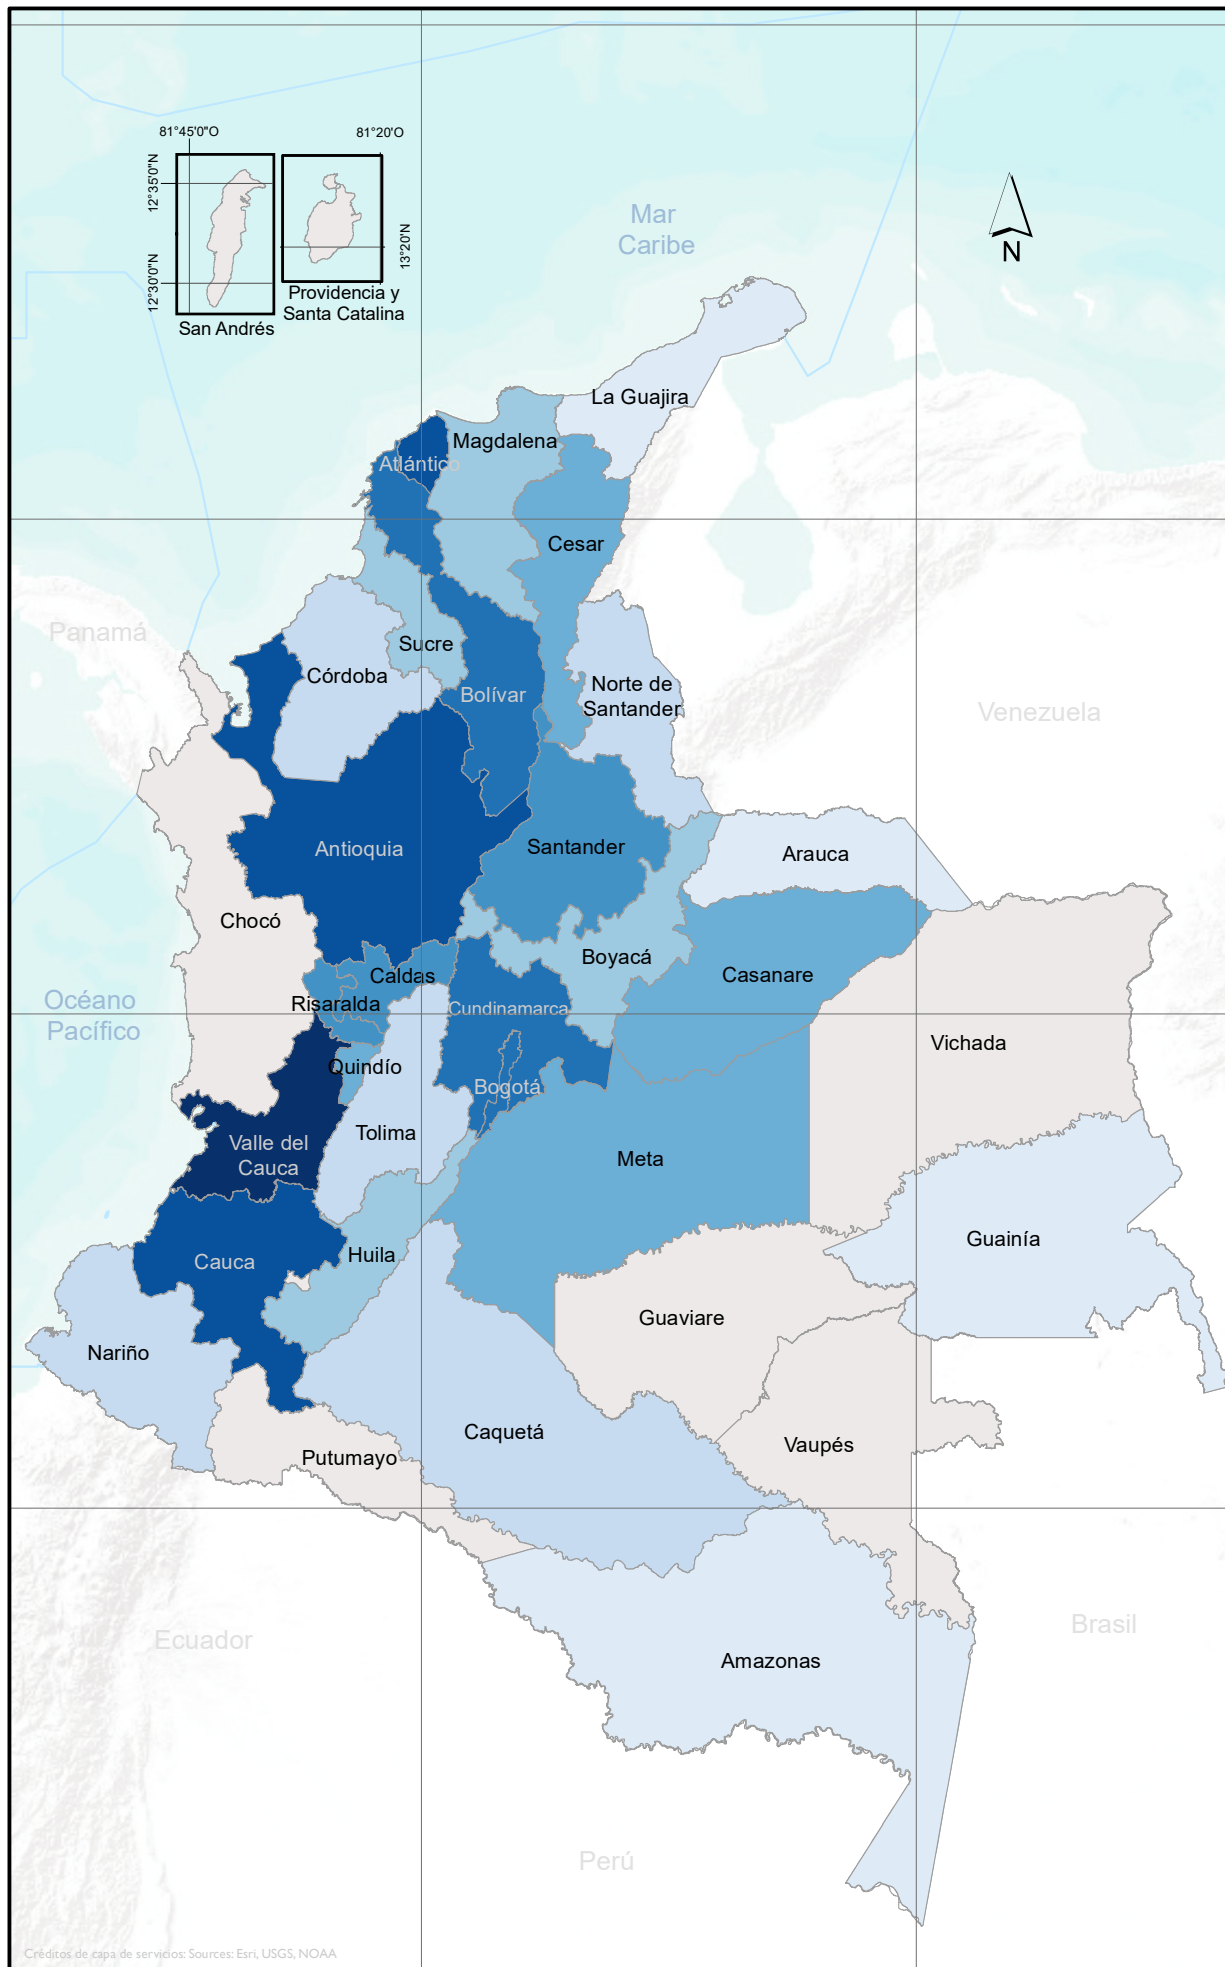 81°45'0"O
81°20'O
12°35'0"N
12°30'0"N
13°20'N
San Andrés
Providencia y
Santa Catalina
Mar
Caribe
N
La Guajira
Magdalena
Atlántico
Cesar
Panamá
Sucre
Córdoba
Norte de
Santander
Bolívar
Venezuela
Antioquia
Santander
Arauca
Chocó
Boyacá
Caldas
Casanare
Océano
Pacífico
Risaralda
Cundinamarca
Vichada
Quindío
Bogotá
Tolima
Valle del
Cauca
Meta
Guainía
Huila
Cauca
Guaviare
Nariño
Caquetá
Vaupés
Putumayo
Ecuador
Brasil
Amazonas
Perú
Créditos de capa de servicios: Sources: Esri, USGS, NOAA